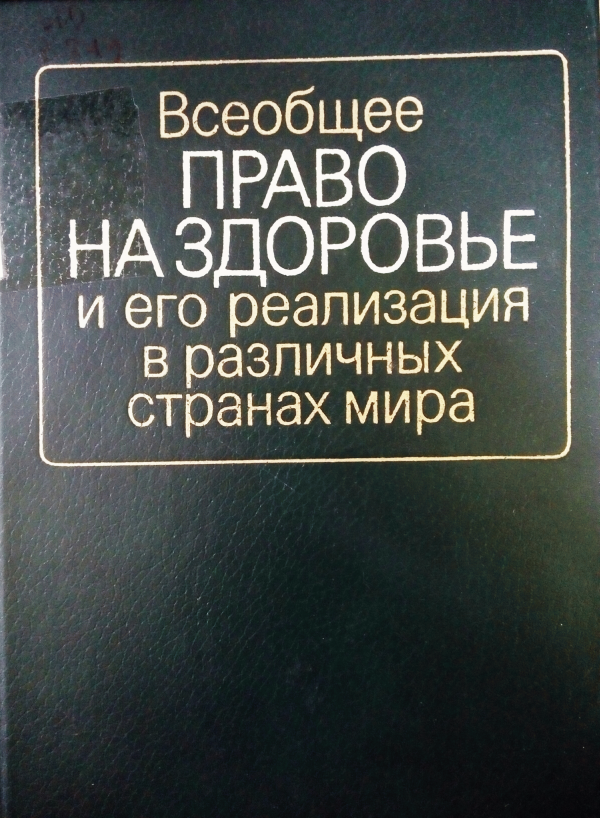 Всеобщее
ПРАВО
НА ЗДОРОВЬЕ
и его реализация
в различных
странах мира